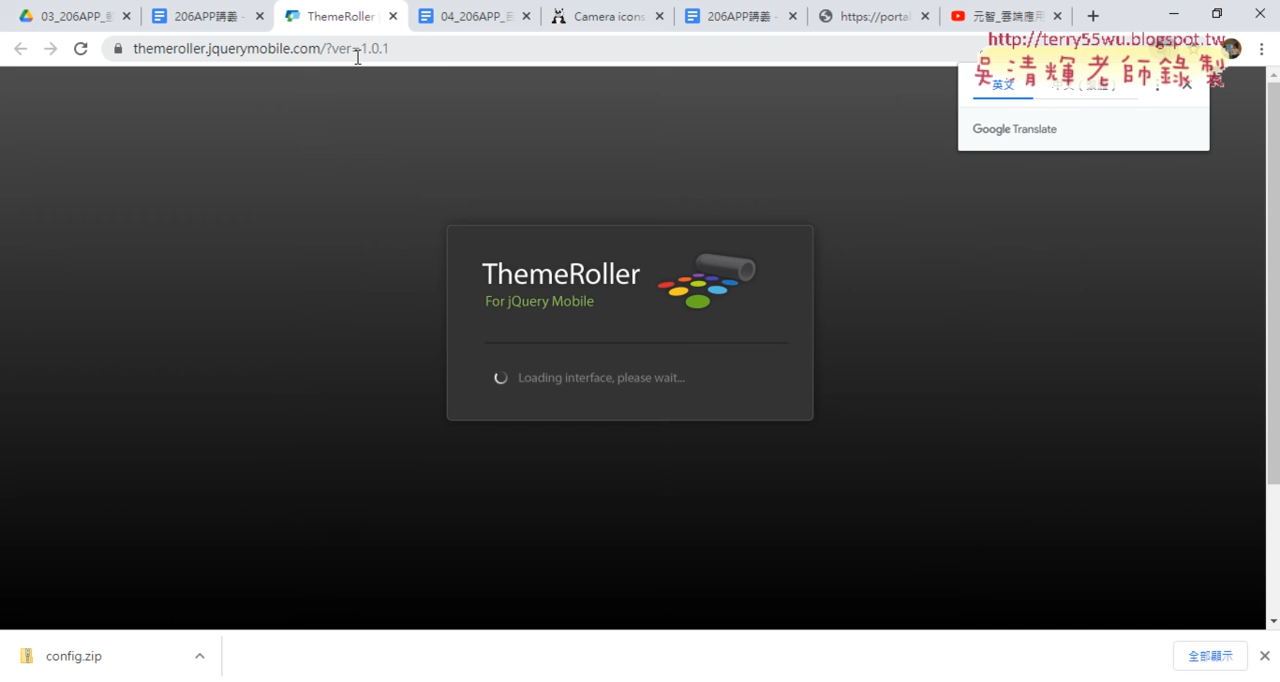 03_206APP_
206APP講義 -
ThemeRoller
04_206APP_
Camera icons
206APP講義 -
https://portal
元智_雲端應用
themeroller.jquerymobile.com/?ver=1.0.1
http://terry55wu.blogspot.tw
吳清輝老師錄製
英文
Google Translate
ThemeRoller
For jQuery Mobile
Loading interface, please wait...
config.zip
全部顯示